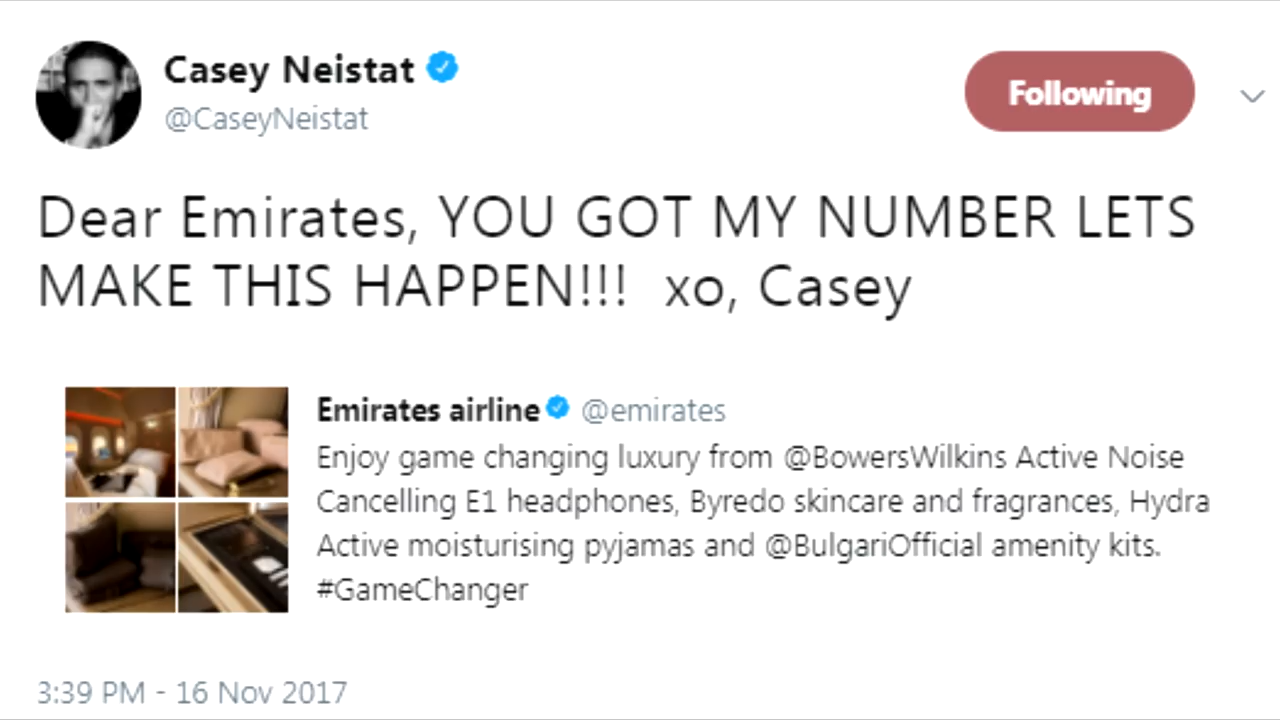 Casey Neistat
@CaseyNeistat
Following
Dear Emirates, YOU GOT MY NUMBER LETS
MAKE THIS HAPPEN!!! xo, Casey
Emirates airline @emirates
Enjoy game changing luxury from @BowersWilkins Active Noise
Cancelling E1 headphones, Byredo skincare and fragrances, Hydra
Active moisturising pyjamas and @BulgariOfficial amenity kits.
#GameChanger
3:39 PM - 16 Nov 2017